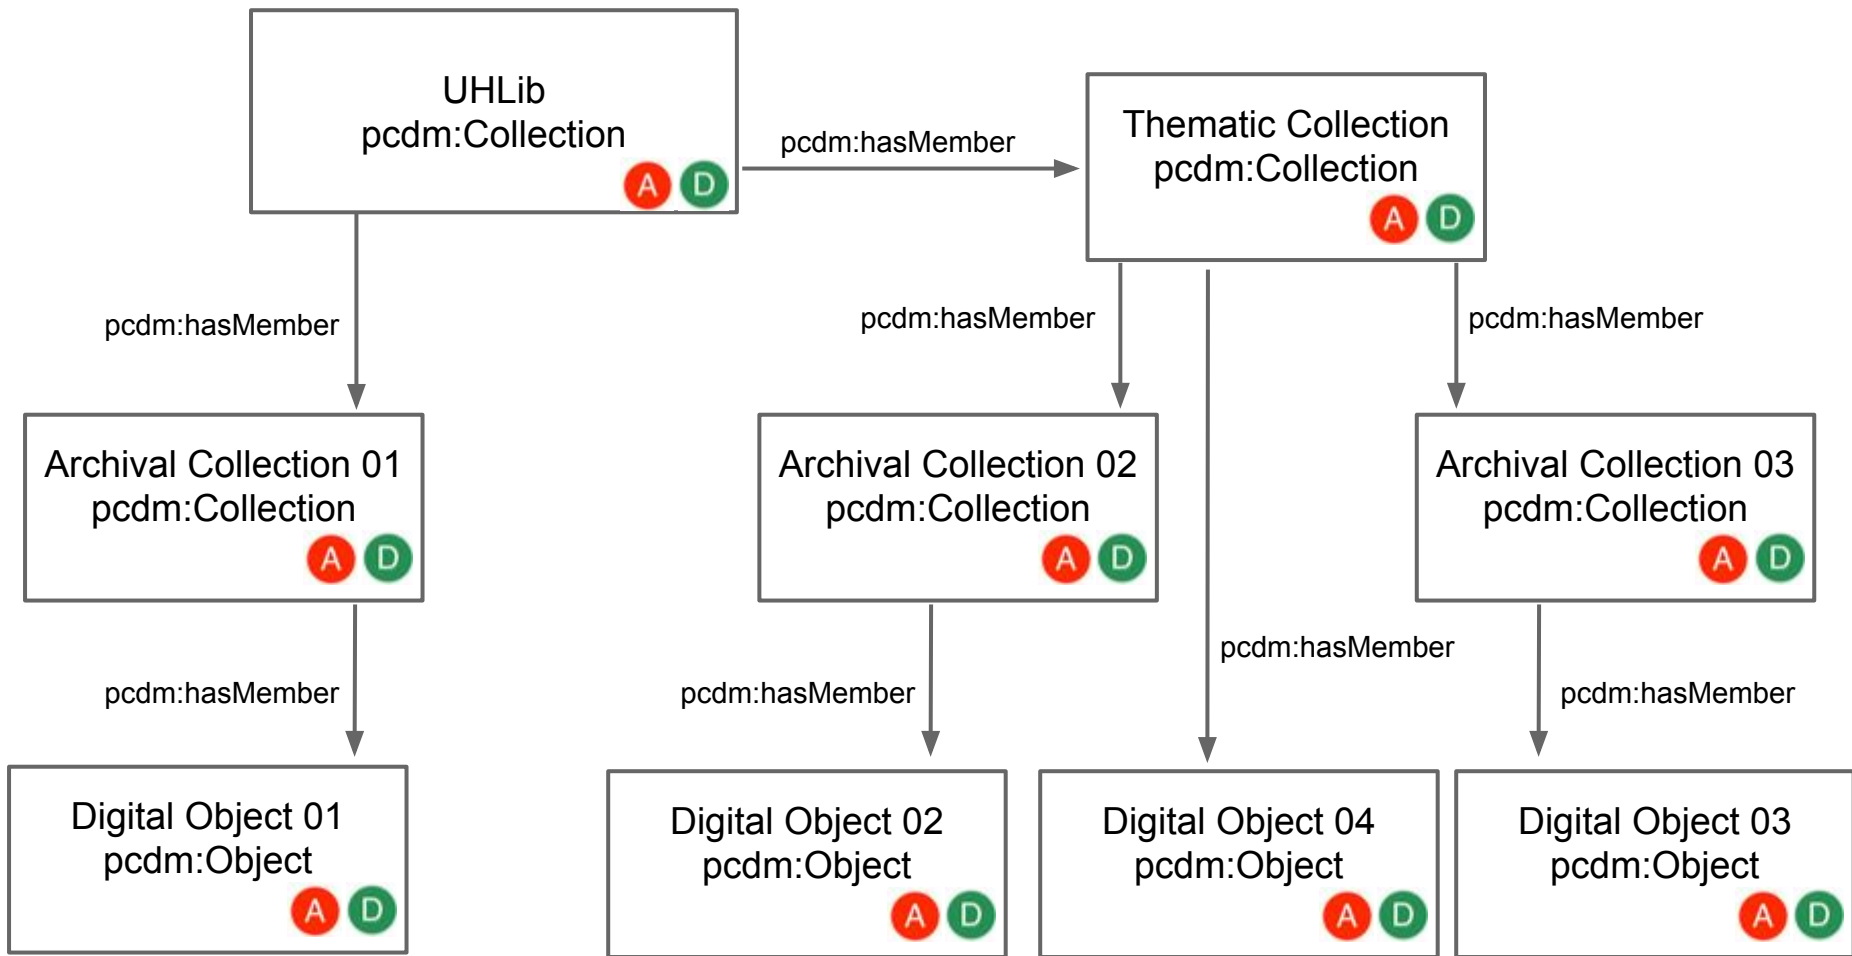 UHLib
pcdm:Collection
A D
pcdm:hasMember
Thematic Collection
pcdm:Collection
A D
pcdm:hasMember
pcdm:hasMember
pcdm:hasMember
Archival Collection 01
pcdm:Collection
A D
Archival Collection 02
pcdm:Collection
A D
Archival Collection 03
pcdm:Collection
A D
pcdm:hasMember
pcdm:hasMember
pcdm:hasMember
pcdm:hasMember
Digital Object 01
pcdm:Object
A D
Digital Object 02
pcdm:Object
A D
Digital Object 04
pcdm:Object
A D
Digital Object 03
pcdm:Object
A D